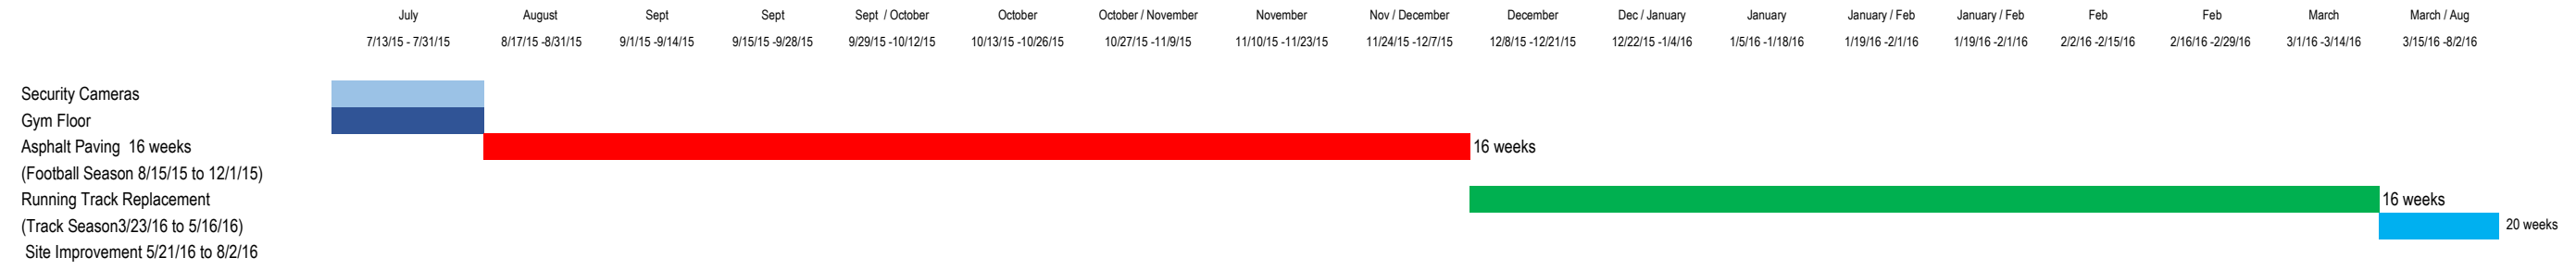 July August Sept Sept Sept / October October October / November November Nov / December December Dec / January January January / Feb January / Feb Feb Feb March March / Aug
7/13/15 - 7/31/15 8/17/15 -8/31/15 9/1/15 -9/14/15 9/15/15 -9/28/15 9/29/15 -10/12/15 10/13/15 -10/26/15 10/27/15 -11/9/15 11/10/15 -11/23/15 11/24/15 -12/7/15 12/8/15 -12/21/15 12/22/15 -1/4/16 1/5/16 -1/18/16 1/19/16 -2/1/16 1/19/16 -2/1/16 2/2/16 -2/15/16 2/16/16 -2/29/16 3/1/16 -3/14/16 3/15/16 -8/2/16
Security Cameras
Gym Floor
Asphalt Paving 16 weeks 16 weeks
(Football Season 8/15/15 to 12/1/15)
Running Track Replacement 16 weeks
(Track Season3/23/16 to 5/16/16) 20 weeks
Site Improvement 5/21/16 to 8/2/16